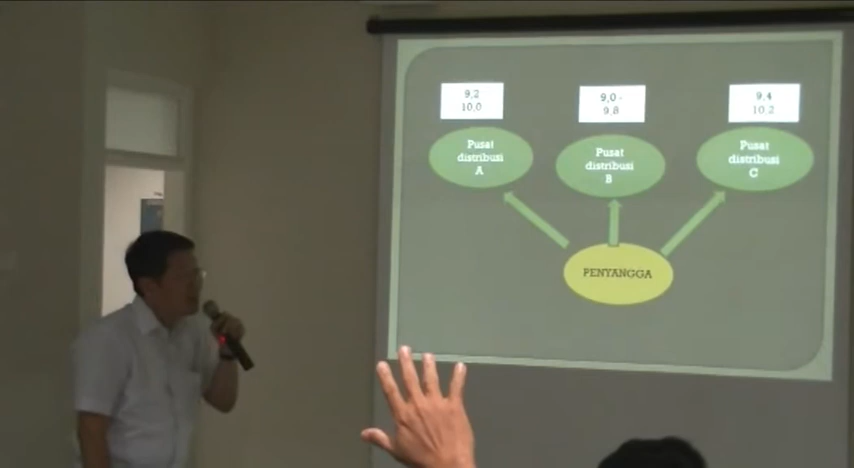 9,2
10,0
9,0 -
9,8
9,4
10,2
Pusat
distribusi
A
Pusat
distribusi
B
Pusat
distribusi
C
PENYANGGA